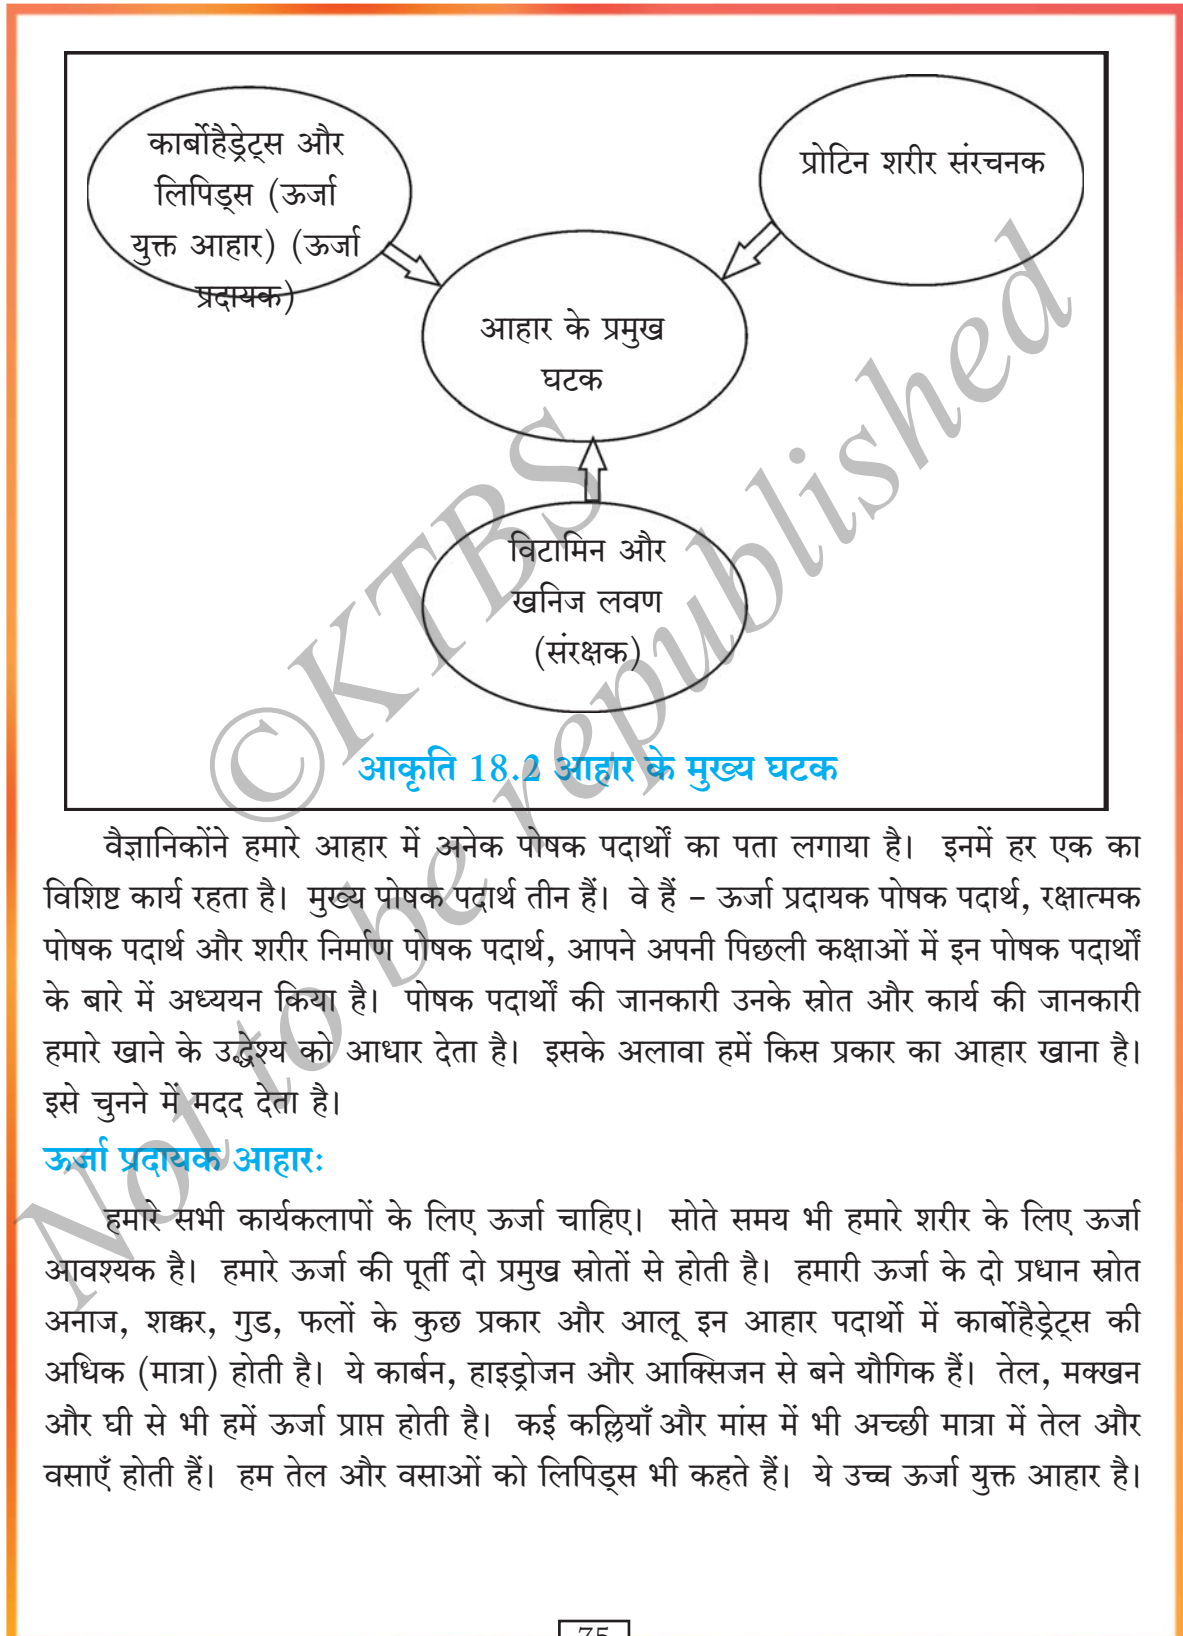 कार्बोहैड्रेट्स और
लिपिड्स (ऊर्जा
युक्त आहार) (ऊर्जा
प्रदायक)
प्रोटिन शरीर संरचनक
आहार के प्रमुख
घटक
विटामिन और
खनिज लवण
(संरक्षक)
आकृति 18.2 आहार के मुख्य घटक
वैज्ञानिकोंने हमारे आहार में अनेक पोषक पदार्थों का पता लगाया है। इनमें हर एक का
विशिष्ट कार्य रहता है। मुख्य पोषक पदार्थ तीन हैं। वे हैं – ऊर्जा प्रदायक पोषक पदार्थ, रक्षात्मक
पोषक पदार्थ और शरीर निर्माण पोषक पदार्थ, आपने अपनी पिछली कक्षाओं में इन पोषक पदार्थों
के बारे में अध्ययन किया है। पोषक पदार्थों की जानकारी उनके स्रोत और कार्य की जानकारी
हमारे खाने के उद्धेश्य को आधार देता है। इसके अलावा हमें किस प्रकार का आहार खाना है।
इसे चुनने में मदद देता है।
ऊर्जा प्रदायक आहार:
हमारे सभी कार्यकलापों के लिए ऊर्जा चाहिए। सोते समय भी हमारे शरीर के लिए ऊर्जा
आवश्यक है। हमारे ऊर्जा की पूर्ती दो प्रमुख स्रोतों से होती है। हमारी ऊर्जा के दो प्रधान स्रोत
अनाज, शक्कर, गुड, फलों के कुछ प्रकार और आलू इन आहार पदार्थो में कार्बोहैड्रेट्स की
अधिक (मात्रा) होती है। ये कार्बन, हाइड्रोजन और आक्सिजन से बने यौगिक हैं। तेल, मक्खन
और घी से भी हमें ऊर्जा प्राप्त होती है। कई कल्लियाँ और मांस में भी अच्छी मात्रा में तेल और
वसाएँ होती हैं। हम तेल और वसाओं को लिपिड्स भी कहते हैं। ये उच्च ऊर्जा युक्त आहार है।
75
©KTBS
Not to be republished